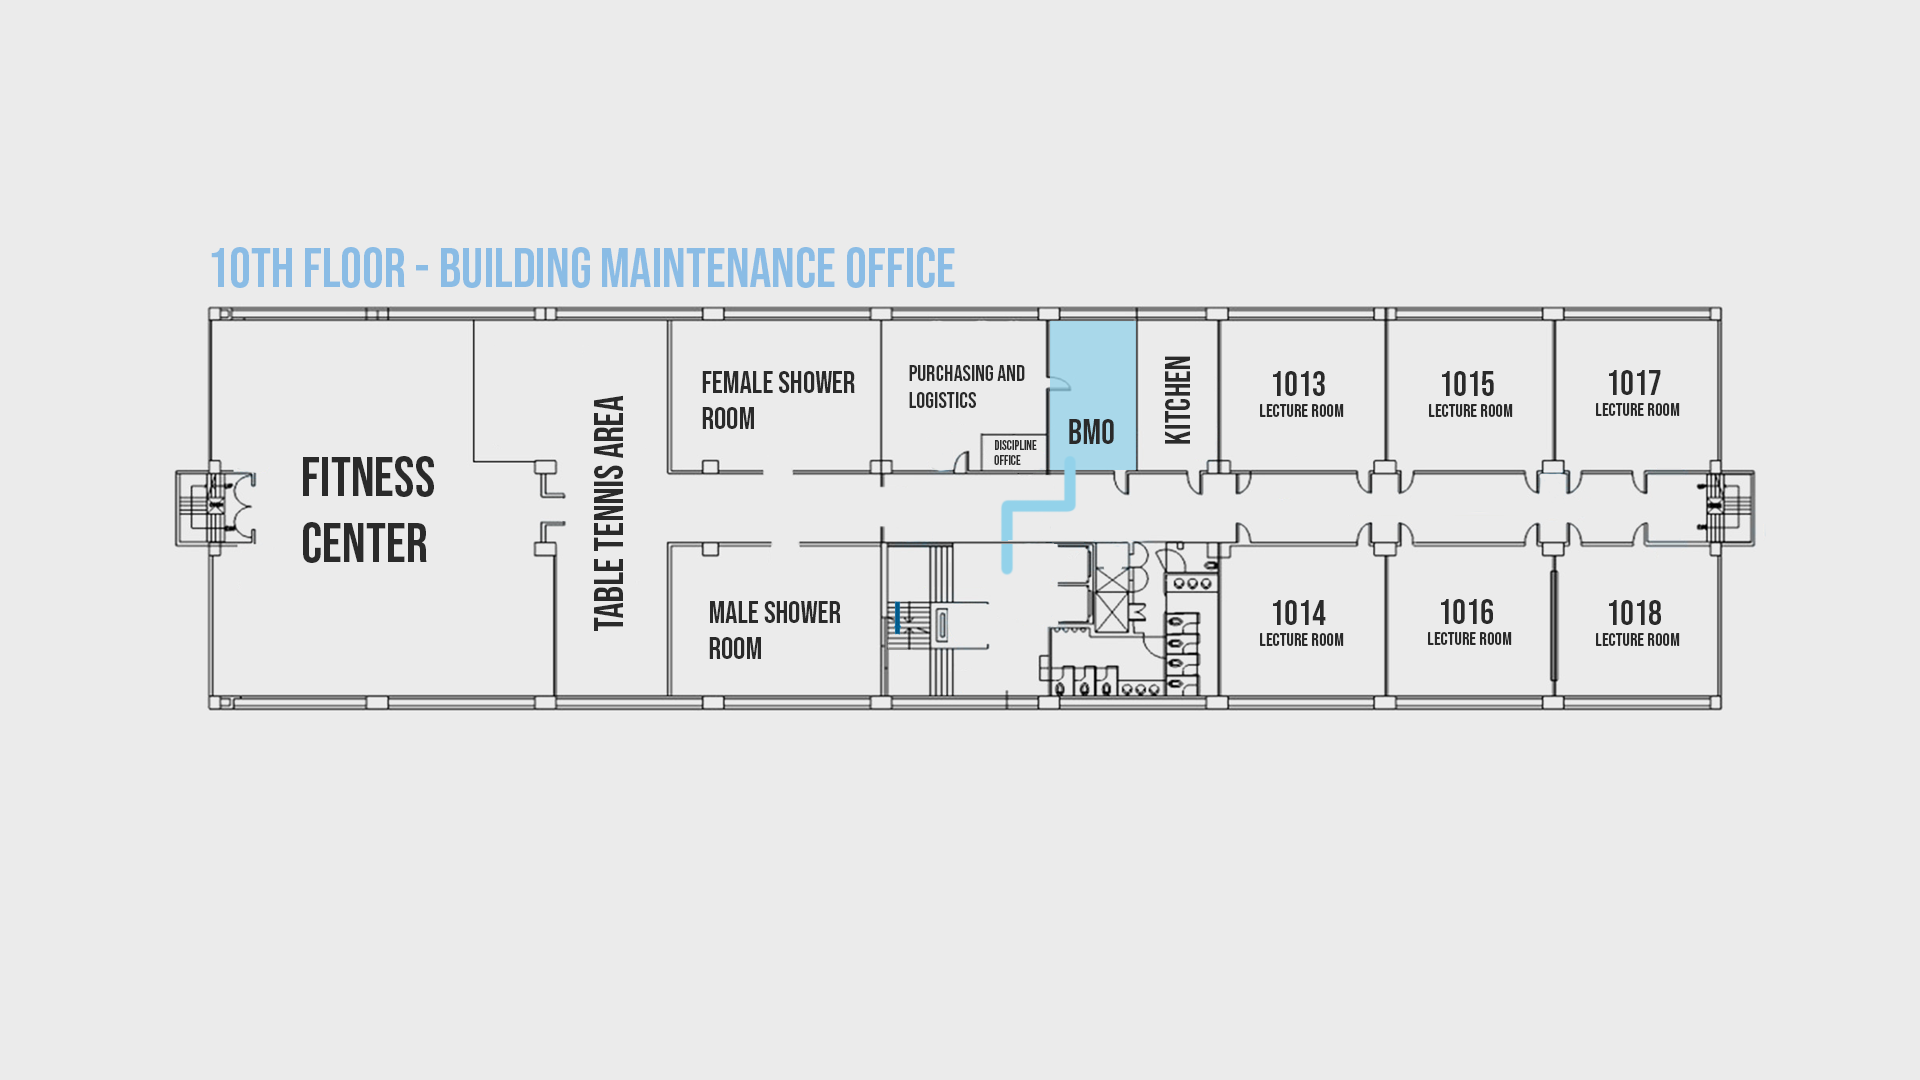 10TH FLOOR - BUILDING MAINTENANCE OFFICE
FITNESS
CENTER
TABLE TENNIS AREA
FEMALE SHOWER
ROOM
MALE SHOWER
ROOM
PURCHASING AND
LOGISTICS
DISCIPLINE
OFFICE
BMO
KITCHEN
1013
LECTURE ROOM
1015
LECTURE ROOM
1017
LECTURE ROOM
1014
LECTURE ROOM
1016
LECTURE ROOM
1018
LECTURE ROOM